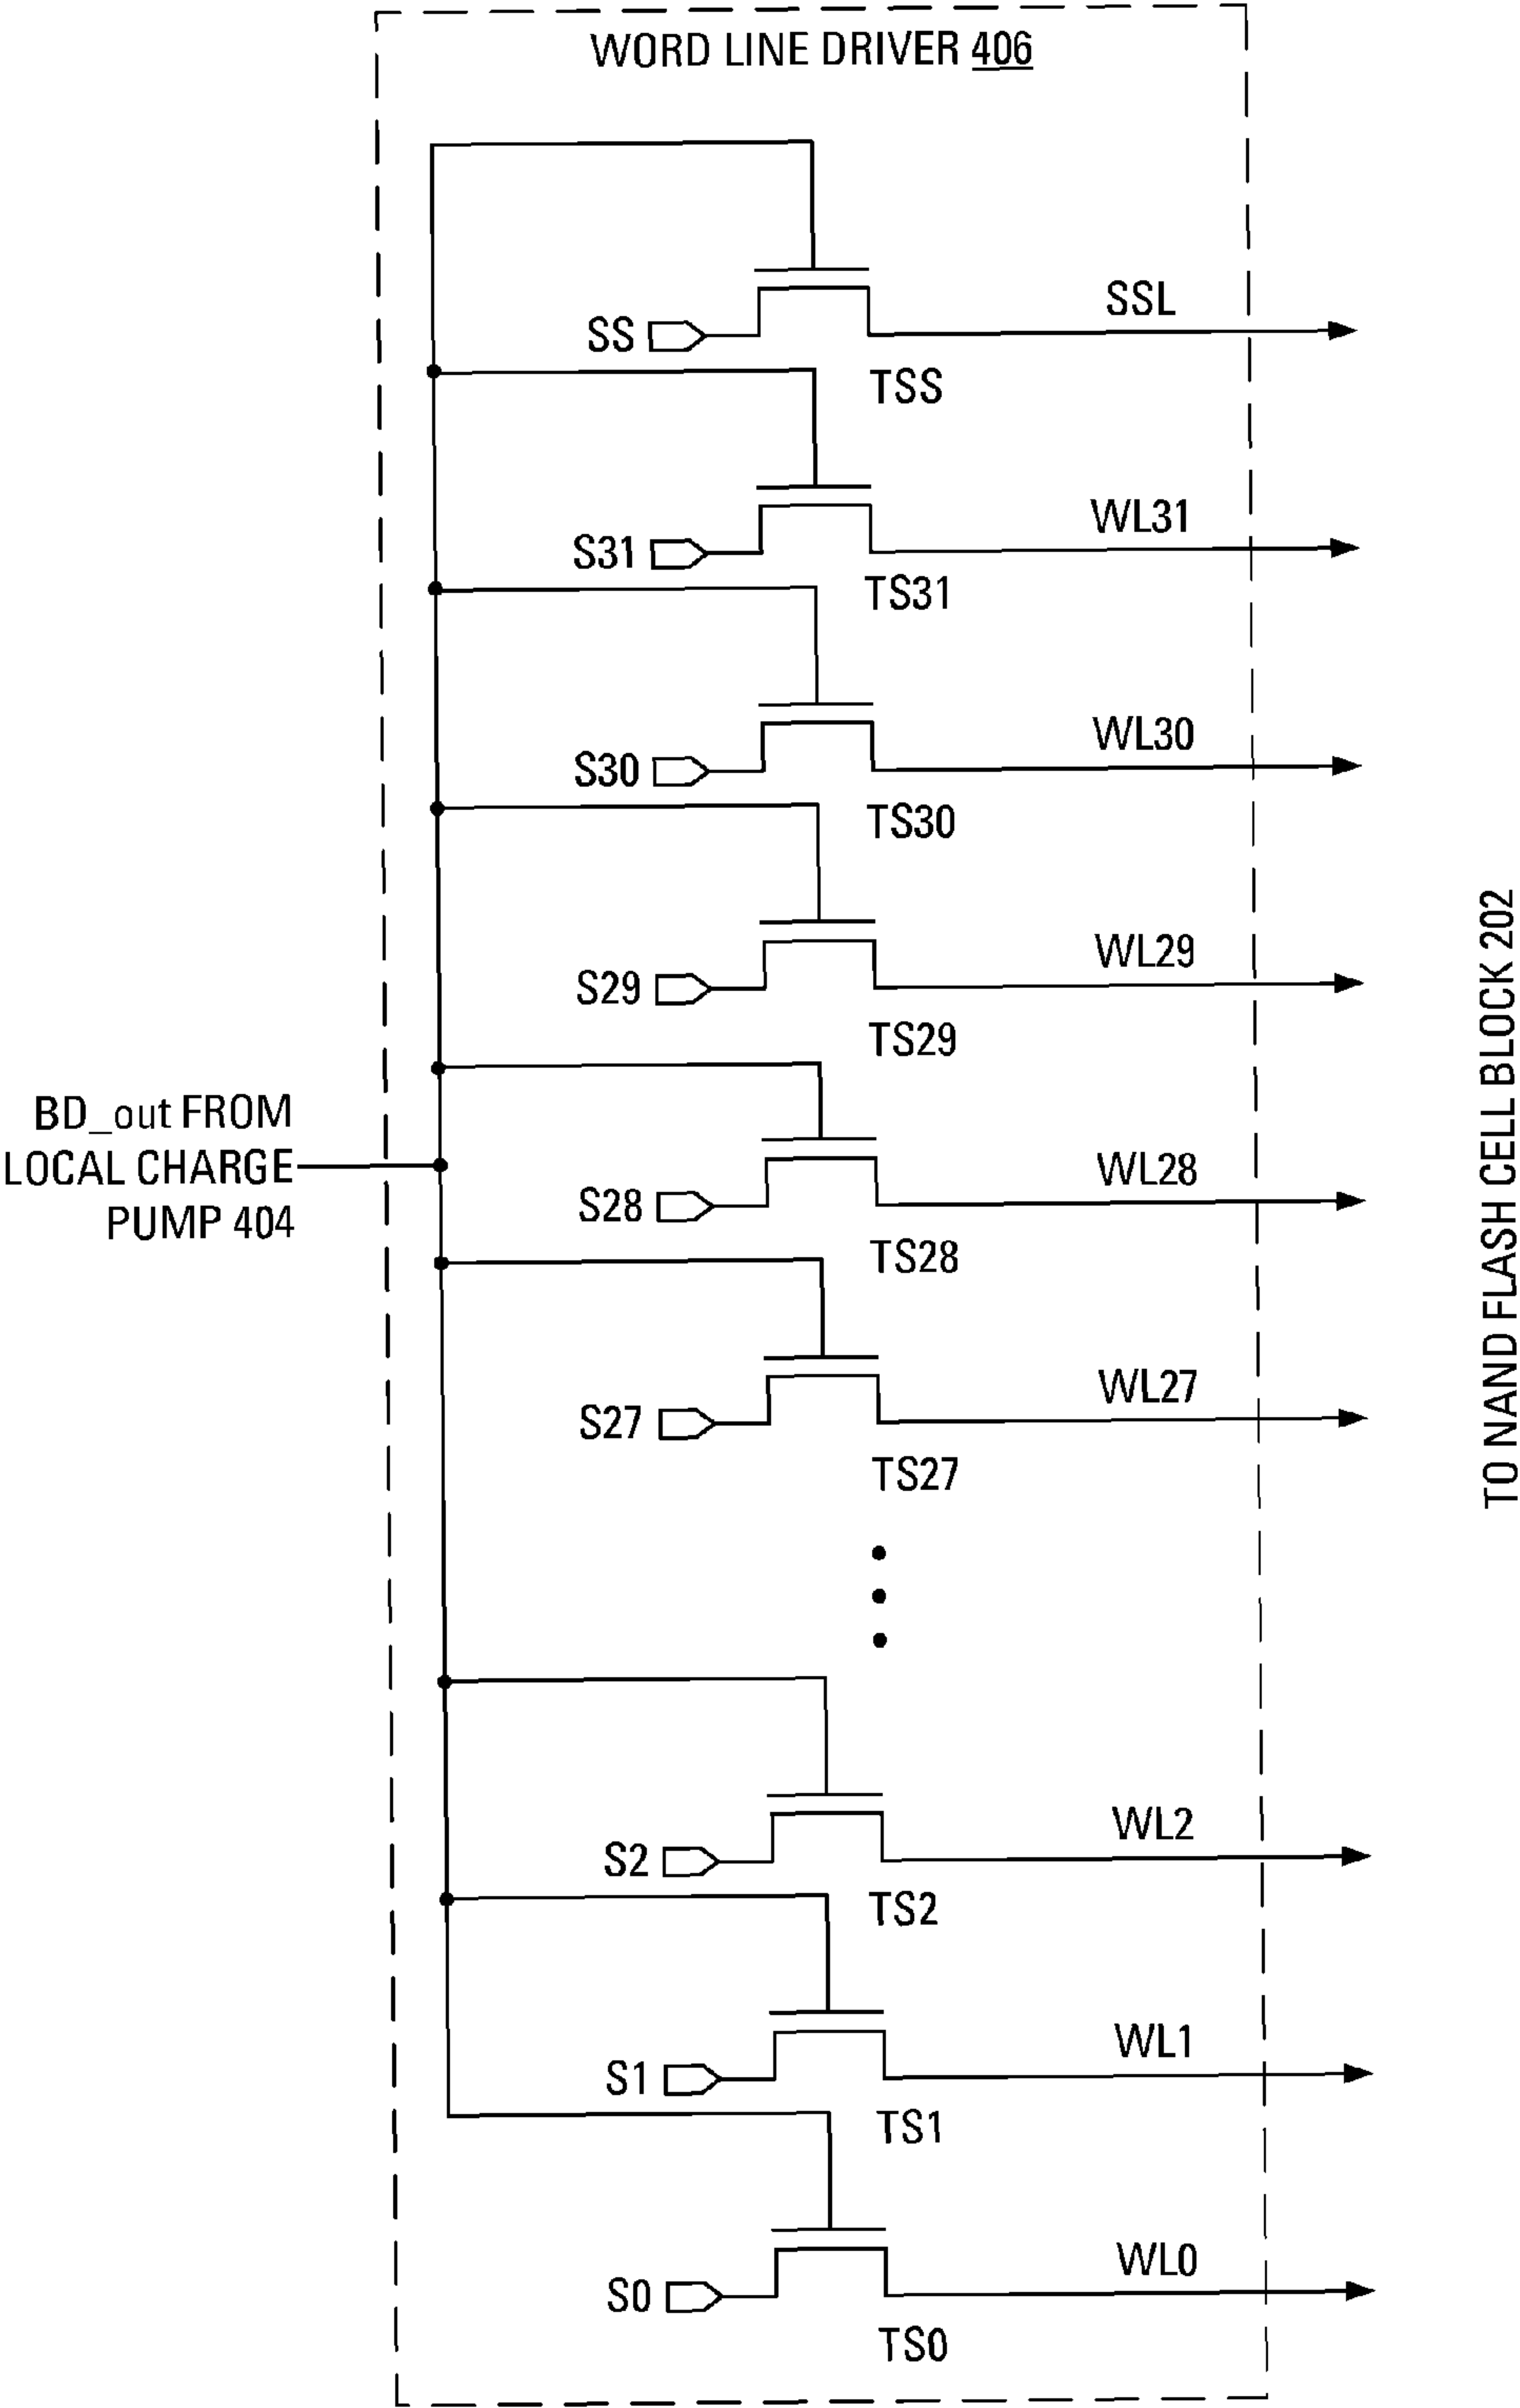 WORD LINE DRIVER 406
SSL
SS
TSS
WL31
S31
TS31
WL30
S30
TS30
WL29
S29
TS29
BD_out FROM
LOCAL CHARGE
PUMP 404
WL28
S28
TS28
WL27
S27
TS27
WL2
S2
TS2
WL1
S1
TS1
WL0
S0
TS0
TO NAND FLASH CELL BLOCK 202